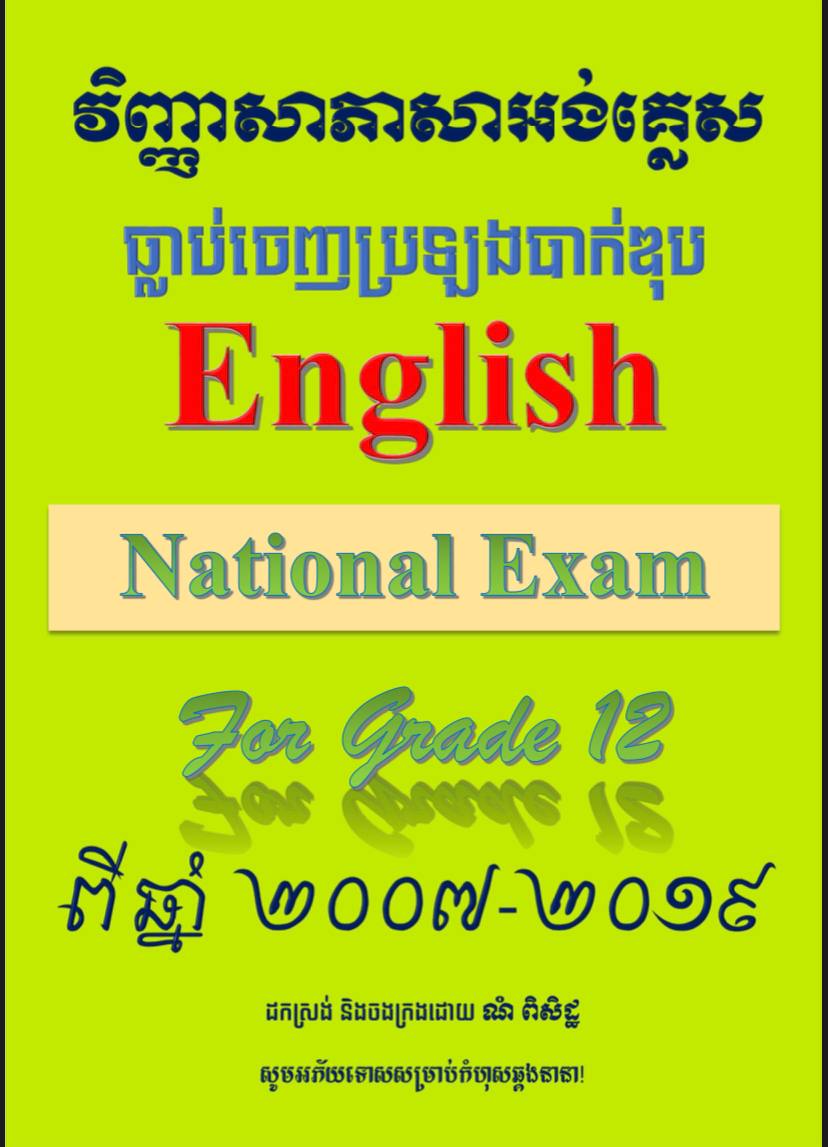 វិញ្ញាសាភាសាអង់គ្លេស
ធ្លាប់ចេញប្រឡងបាក់ឌុប
English
National Exam
For Grade 12
ពីឆ្នាំ ២០០៧-២០១៩
ដកស្រង់ និងចងក្រងដោយ ណំ ពិសិដ្ឋ
សូមអភ័យទោសសម្រាប់កំហុសឆ្គងនានា!